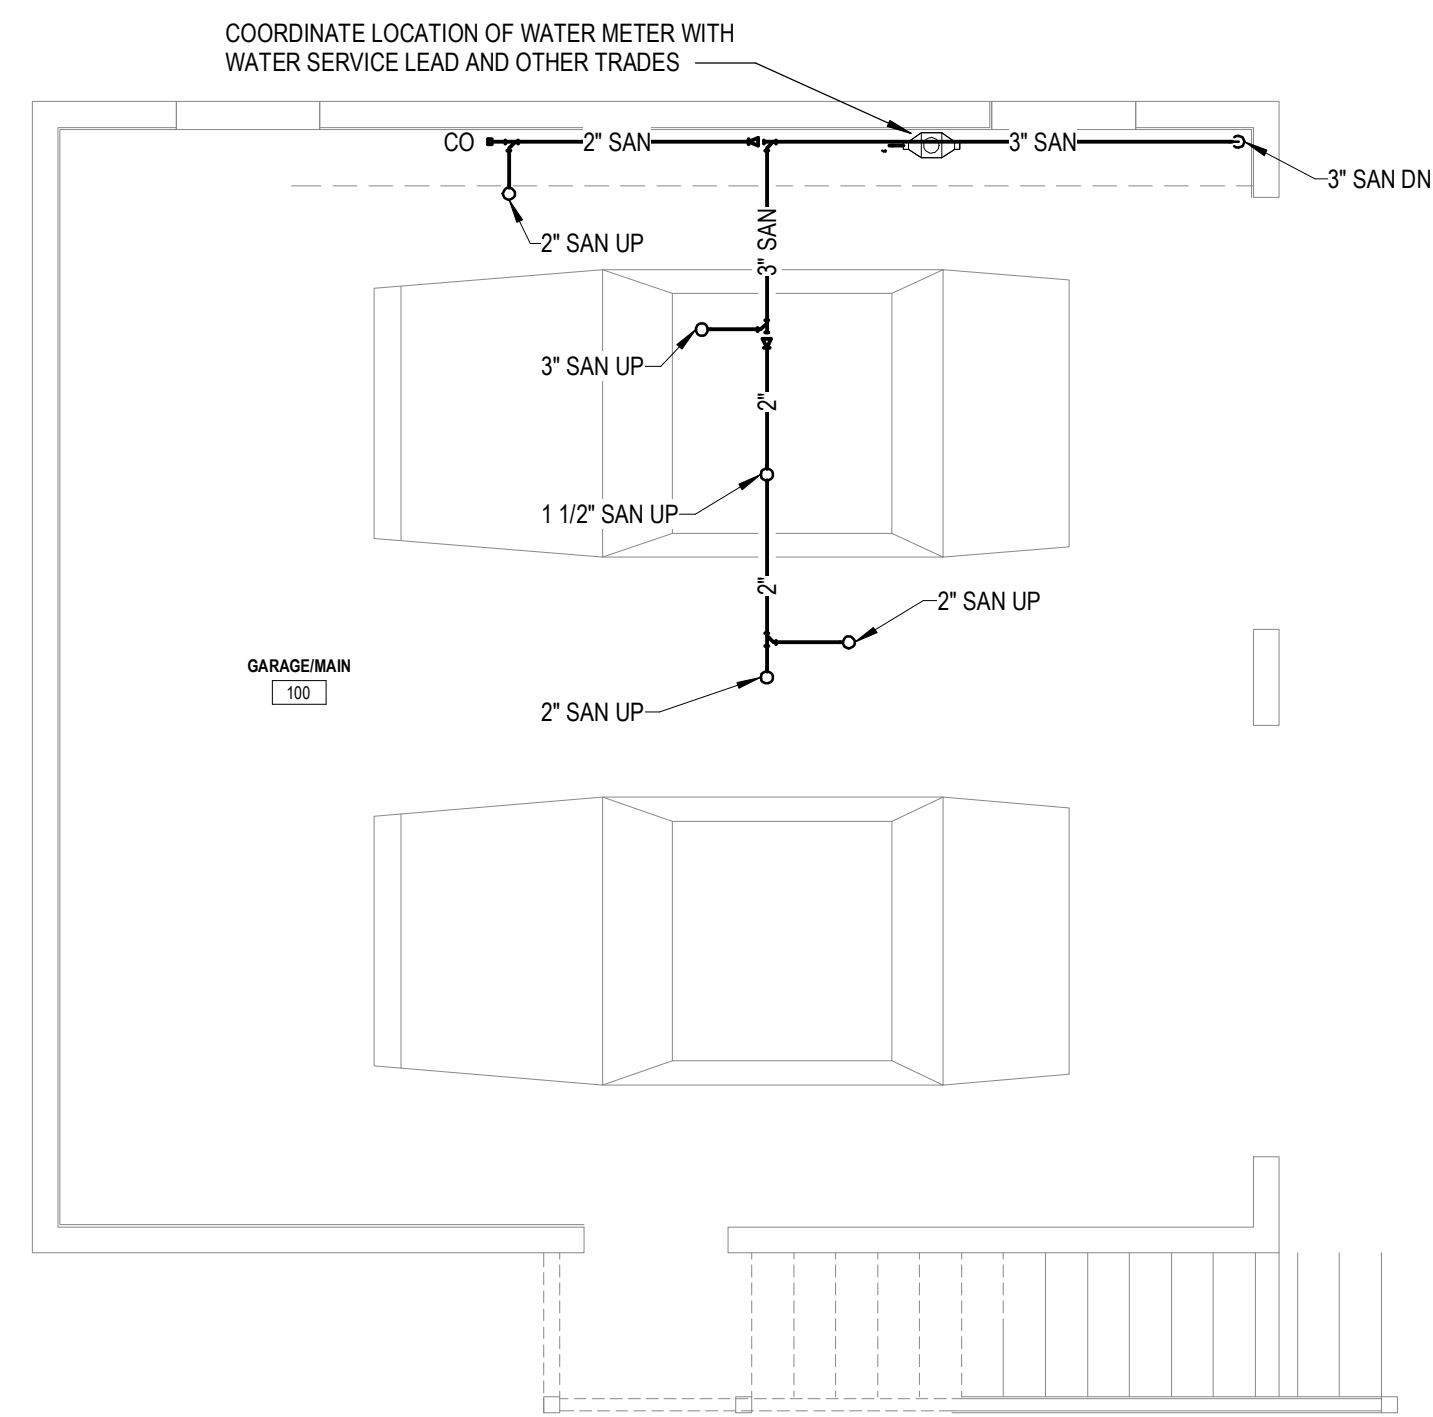 COORDINATE LOCATION OF WATER METER WITH
WATER SERVICE LEAD AND OTHER TRADES
CO
2" SAN
3" SAN
3" SAN DN
2" SAN UP
3" SAN
3" SAN UP
2"
1 1/2" SAN UP
2"
2" SAN UP
GARAGE/MAIN
100
2" SAN UP